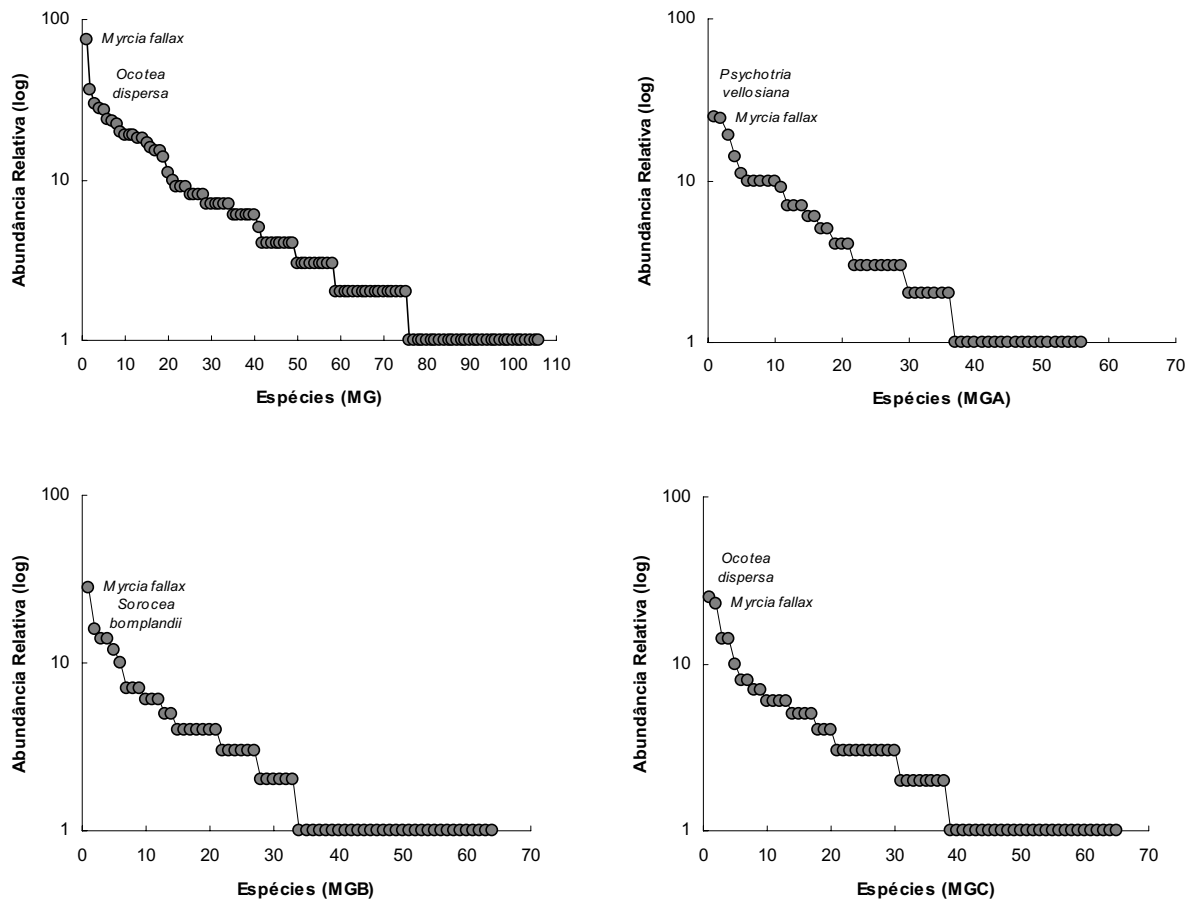 100
10
1
Abundância Relativa (log)
Myrcia fallax
Ocotea
dispersa
0 10 20 30 40 50 60 70 80 90 100 110
Espécies (MG)
100
10
1
Abundância Relativa (log)
Psychotria
vellosiana
Myrcia fallax
0 10 20 30 40 50 60 70
Espécies (MGA)
100
10
1
Abundância Relativa (log)
Myrcia fallax
Sorocea
bomplandii
0 10 20 30 40 50 60 70
Espécies (MGB)
100
10
1
Abundância Relativa (log)
Ocotea
dispersa
Myrcia fallax
0 10 20 30 40 50 60 70
Espécies (MGC)